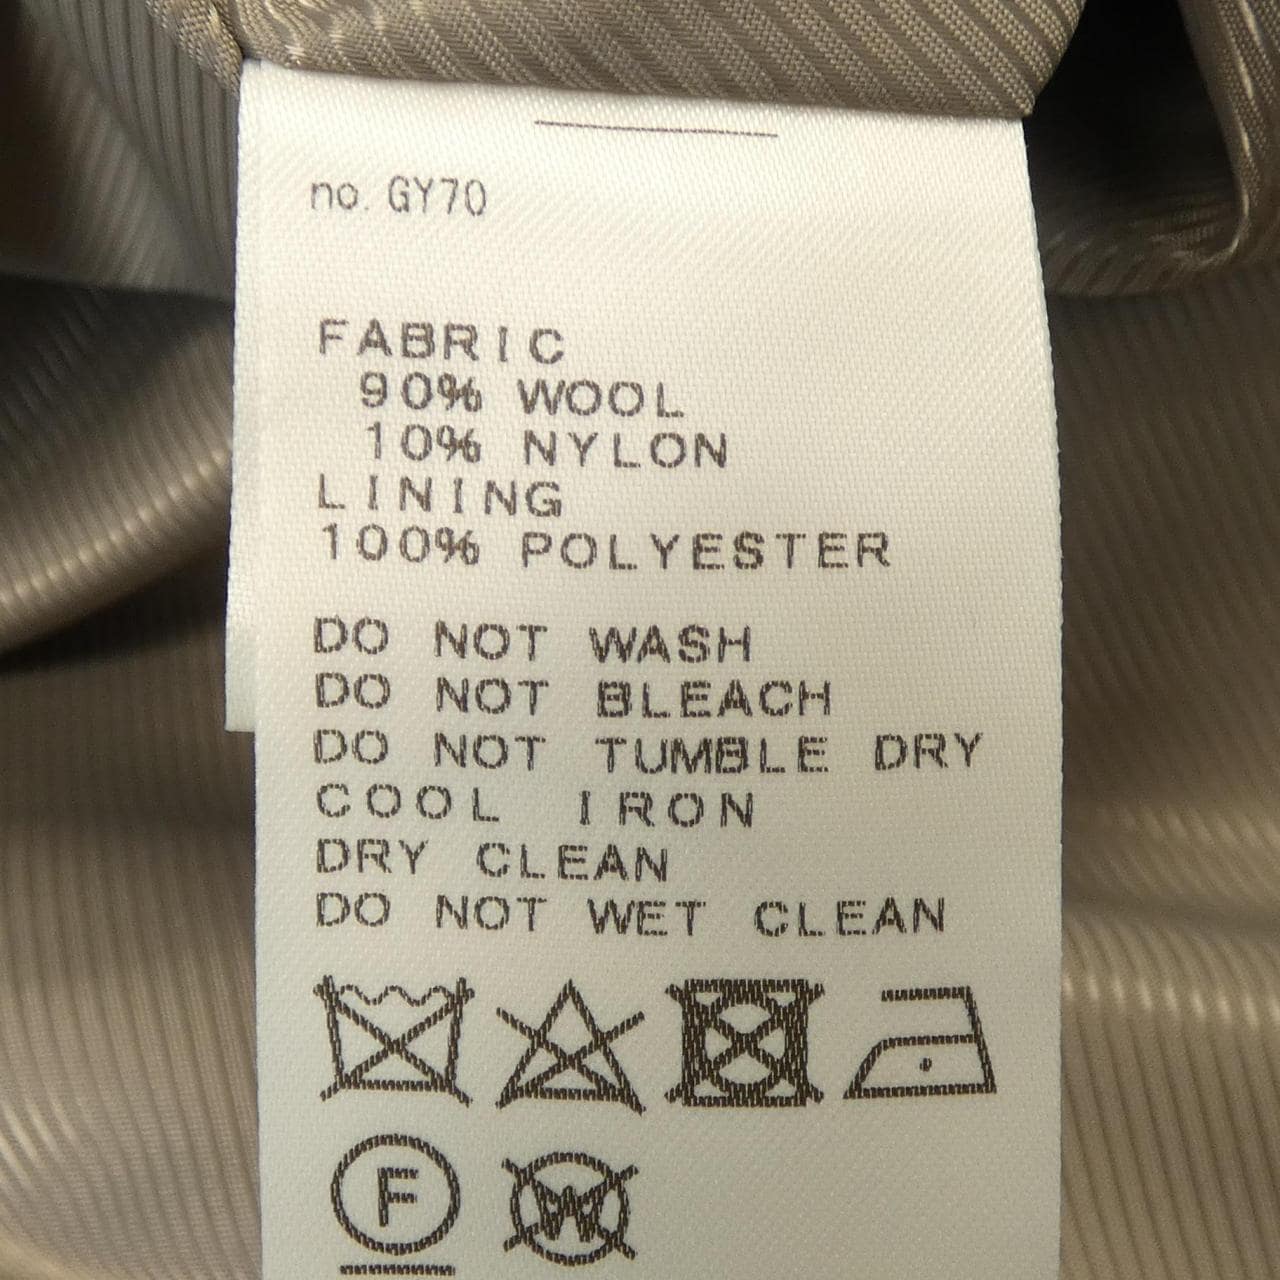 no. GY70
FABRIC
90% WOOL
10% NYLON
LINING
100% POLYESTER
DO NOT WASH
DO NOT BLEACH
DO NOT TUMBLE DRY
COOL IRON
DRY CLEAN
DO NOT WET CLEAN
F W